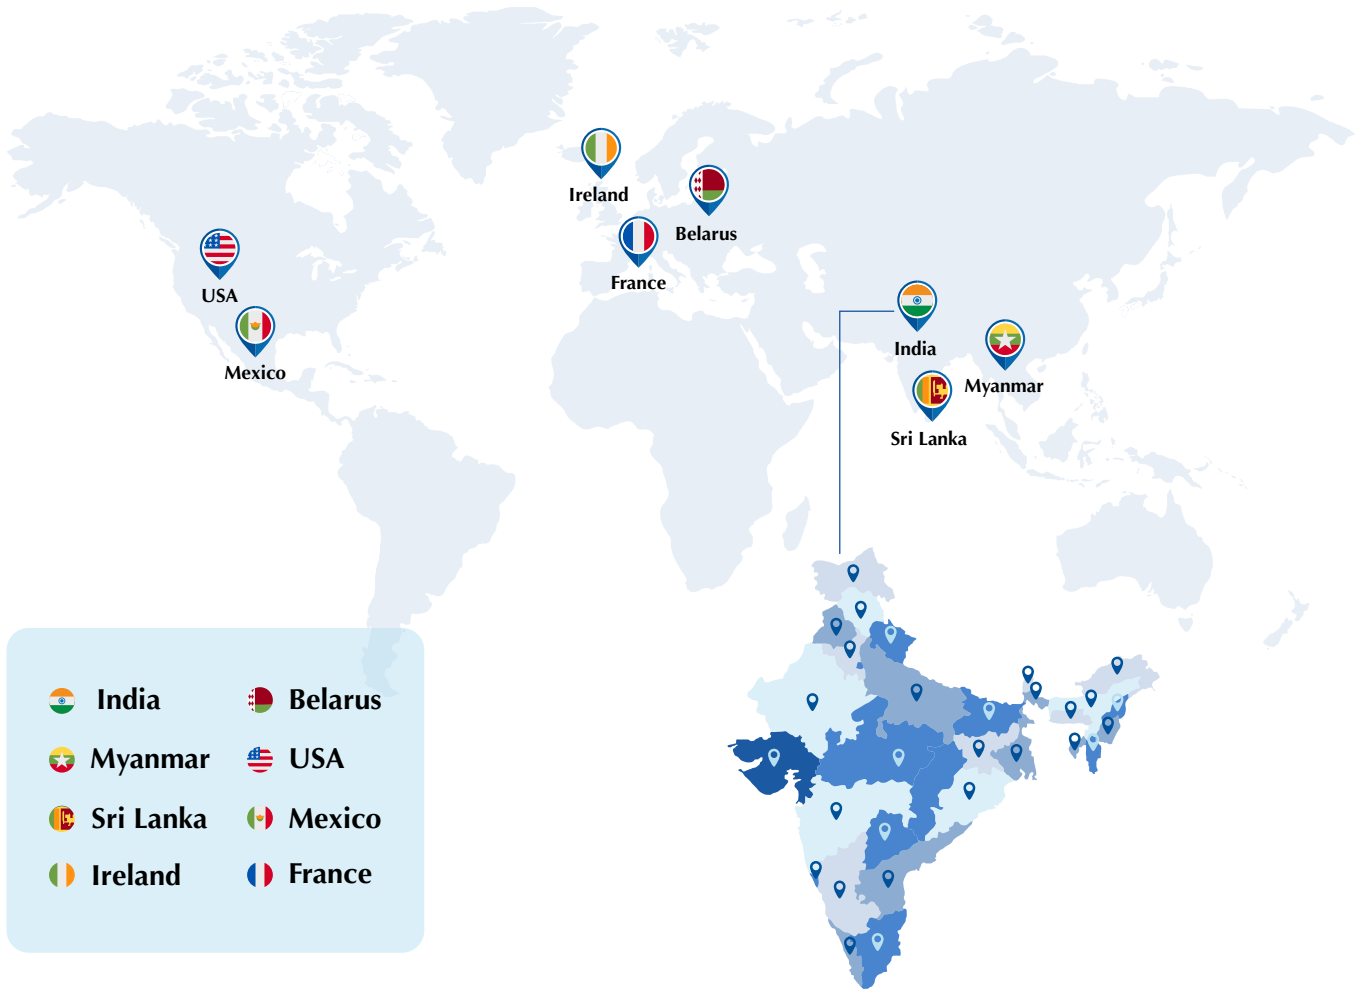 Ireland
Belarus
France
USA
Mexico
India
Myanmar
Sri Lanka
India
Belarus
Myanmar
USA
Sri Lanka
Mexico
Ireland
France